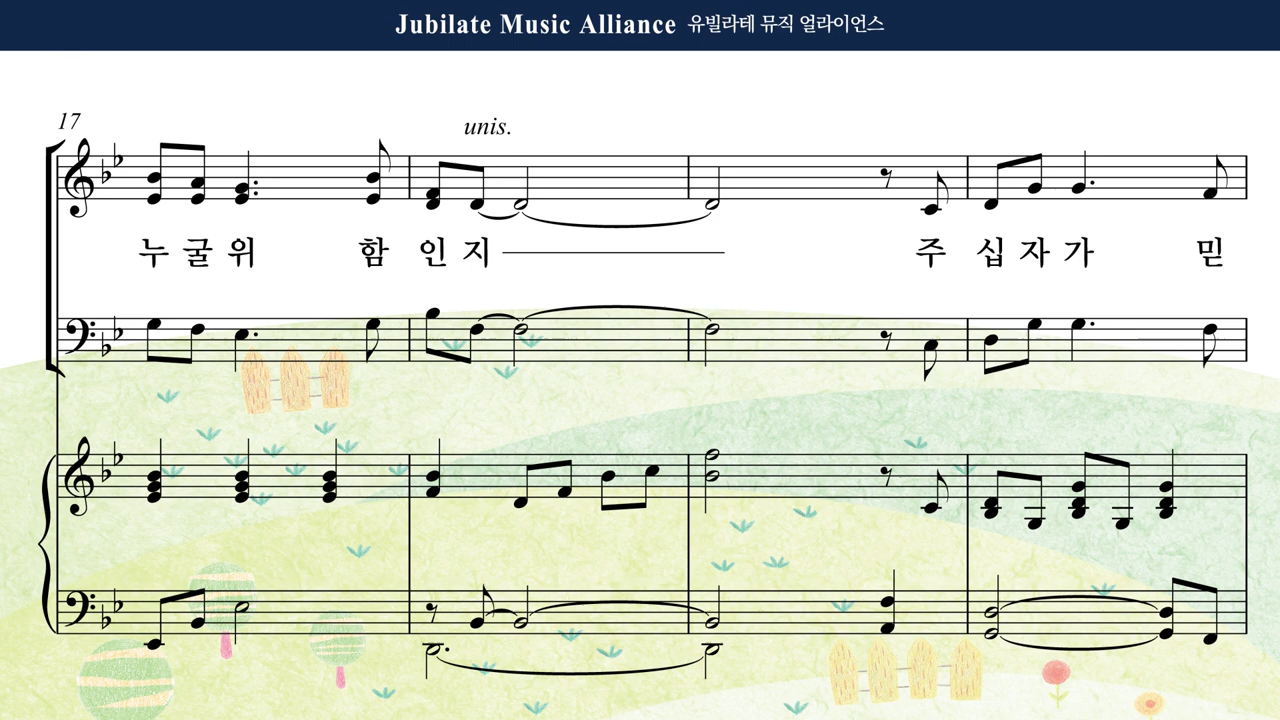 Jubilate Music Alliance 유빌라테 뮤직 얼라이언스
17
unis.
누 굴 위 함 인 지 주 십 자 가 믿